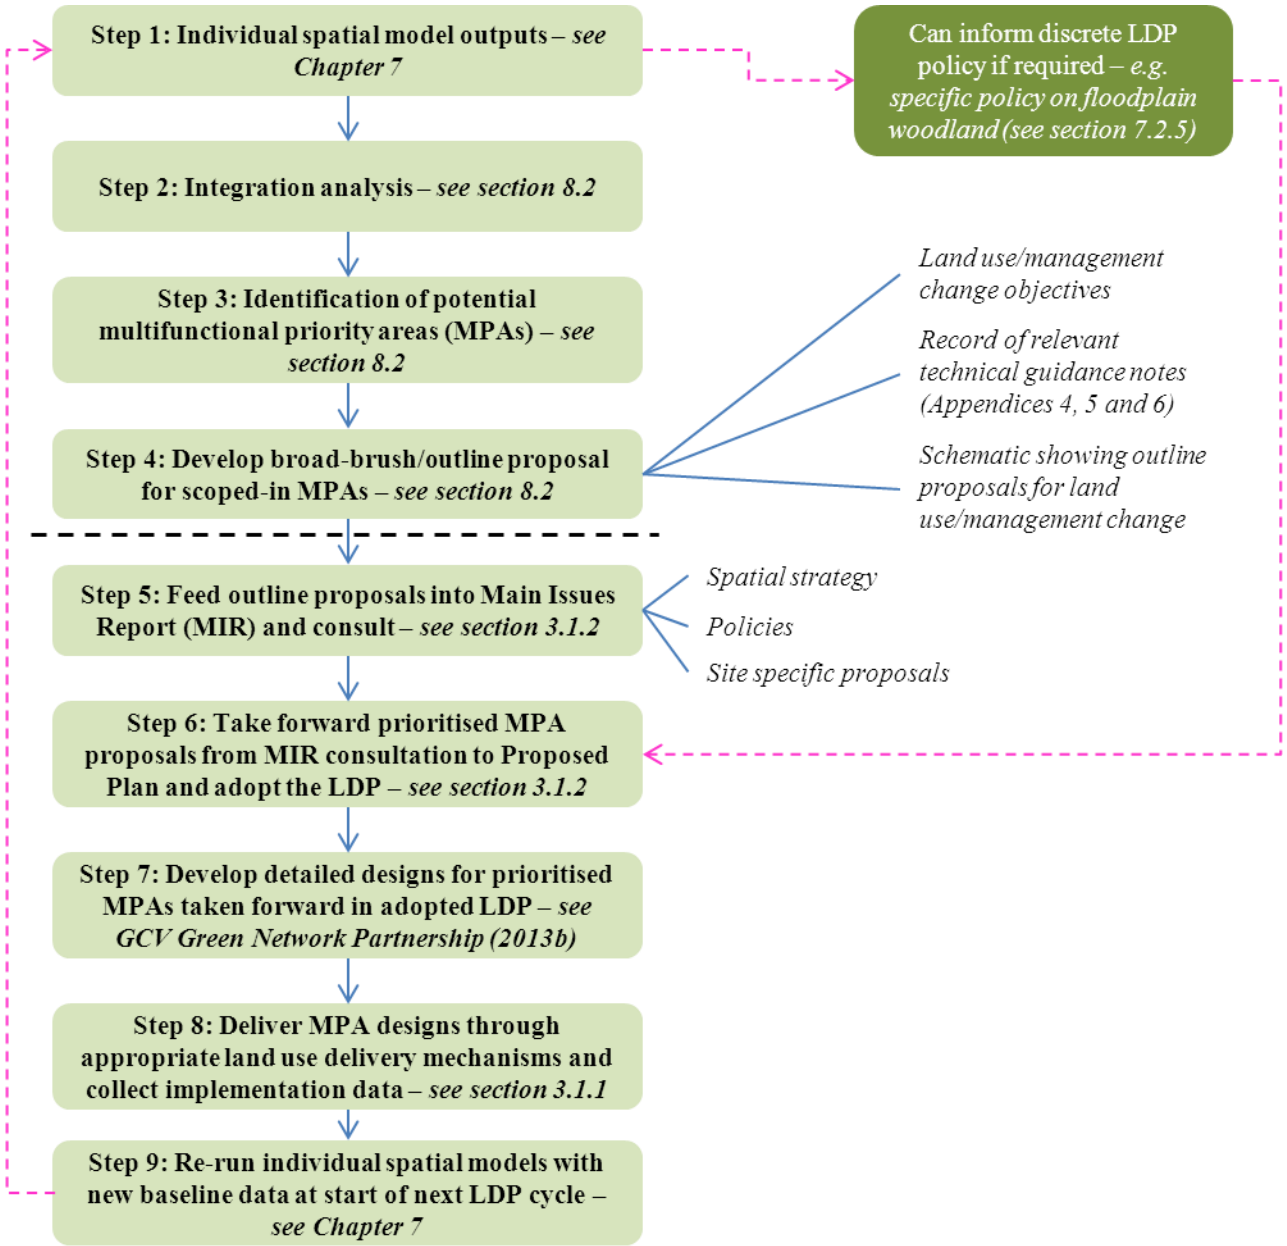 Step 1: Individual spatial model outputs – see
Chapter 7
Can inform discrete LDP
policy if required – e.g.
specific policy on floodplain
woodland (see section 7.2.5)
Step 2: Integration analysis – see section 8.2
Step 3: Identification of potential
multifunctional priority areas (MPAs) – see
section 8.2
Step 4: Develop broad-brush/outline proposal
for scoped-in MPAs – see section 8.2
Land use/management
change objectives
Record of relevant
technical guidance notes
(Appendices 4, 5 and 6)
Schematic showing outline
proposals for land
use/management change
Step 5: Feed outline proposals into Main Issues
Report (MIR) and consult – see section 3.1.2
Spatial strategy
Policies
Site specific proposals
Step 6: Take forward prioritised MPA
proposals from MIR consultation to Proposed
Plan and adopt the LDP – see section 3.1.2
Step 7: Develop detailed designs for prioritised
MPAs taken forward in adopted LDP – see
GCV Green Network Partnership (2013b)
Step 8: Deliver MPA designs through
appropriate land use delivery mechanisms and
collect implementation data – see section 3.1.1
Step 9: Re-run individual spatial models with
new baseline data at start of next LDP cycle –
see Chapter 7